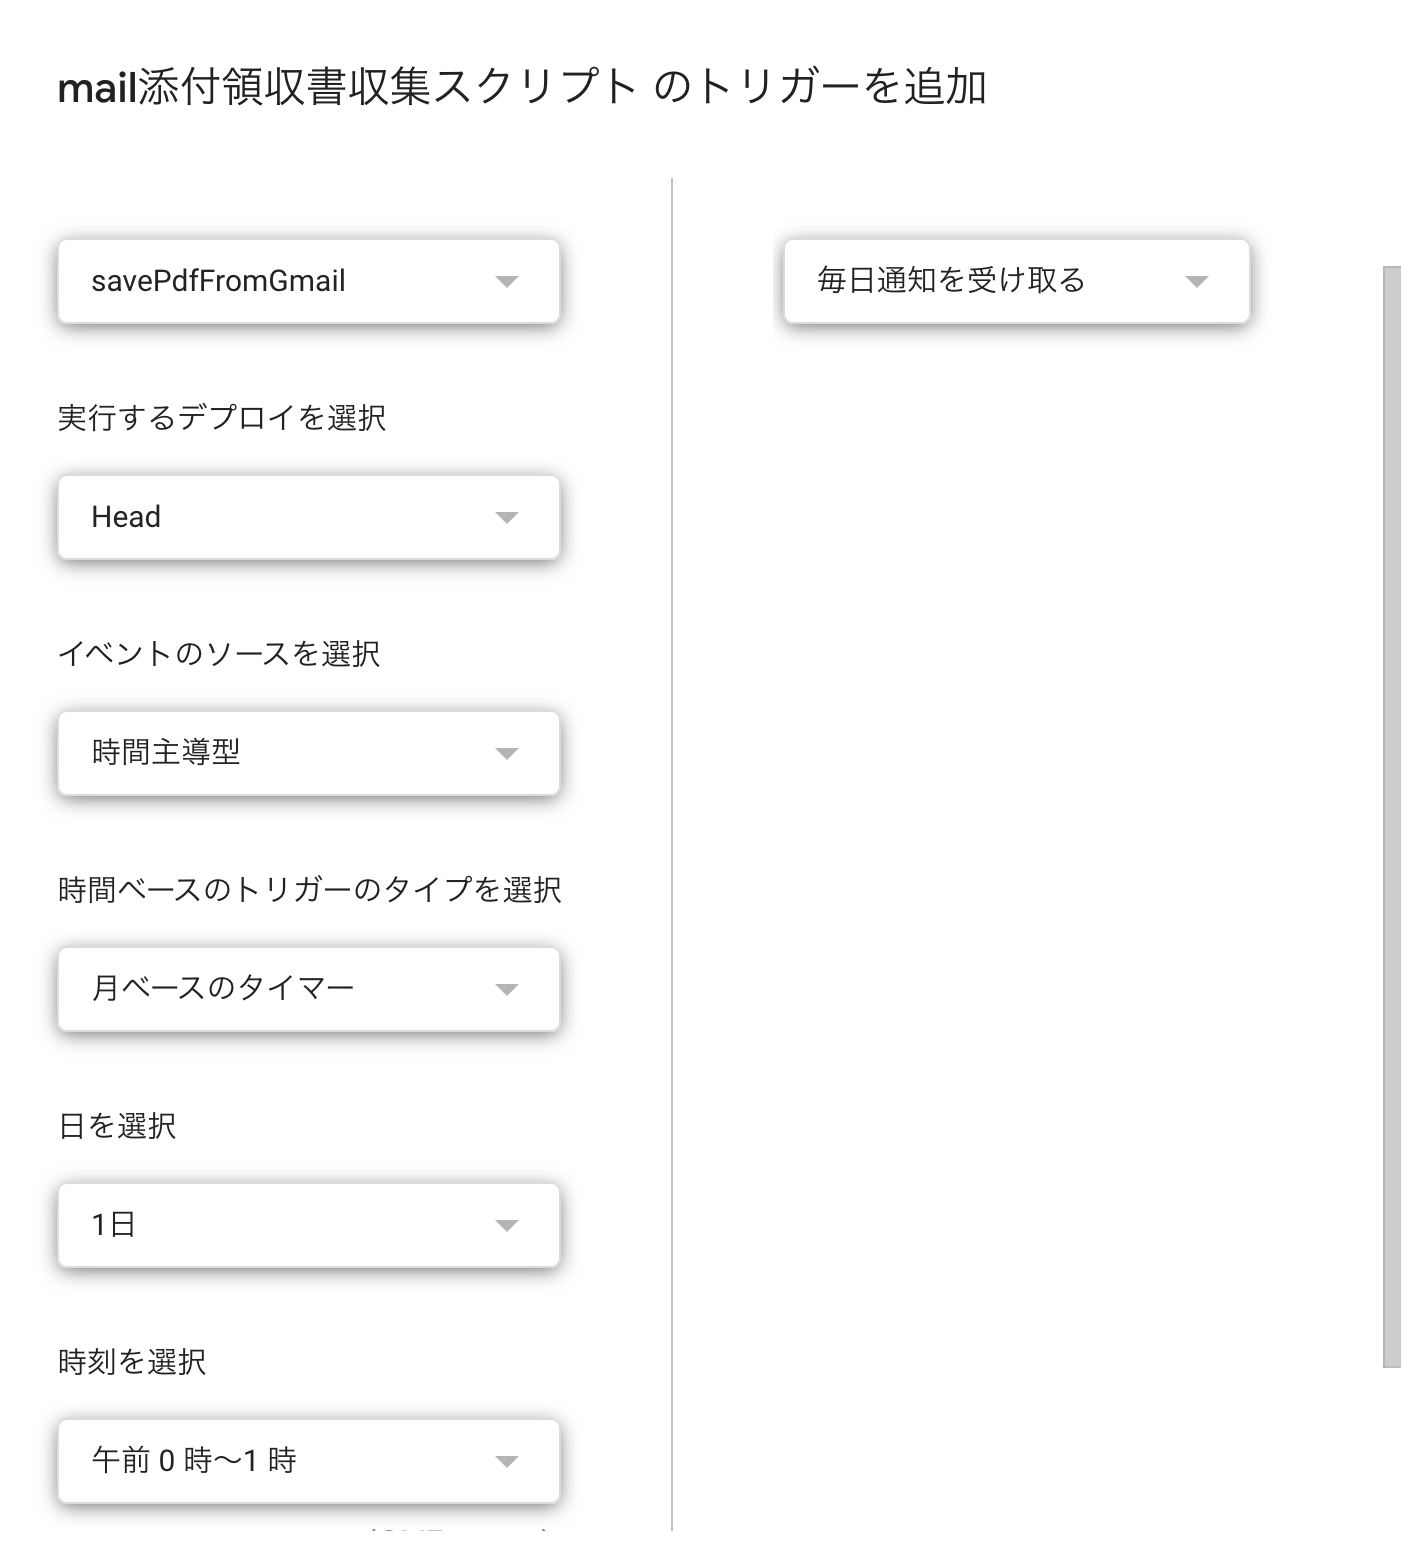 mail添付領収書収集スクリプト のトリガーを追加
savePdfFromGmail
毎日通知を受け取る
実行するデプロイを選択
Head
イベントのソースを選択
時間主導型
時間ベースのトリガーのタイプを選択
月ベースのタイマー
日を選択
1日
時刻を選択
午前 0 時～1 時